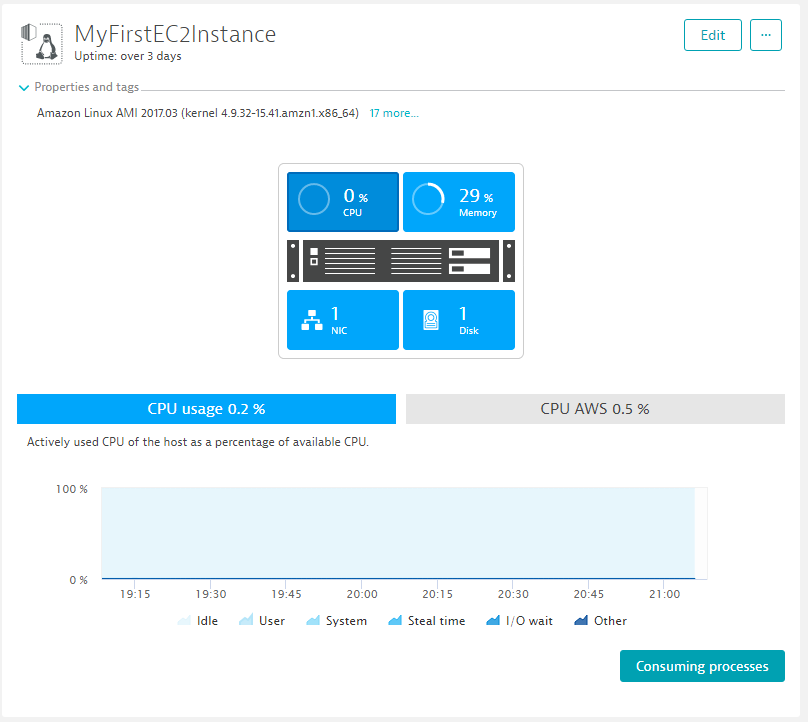 MyFirstEC2Instance
Edit
...
Uptime: over 3 days
Properties and tags
Amazon Linux AMI 2017.03 (kernel 4.9.32-15.41.amzn1.x86_64) 17 more...
0 % 29 %
CPU Memory
1 1
NIC Disk
CPU usage 0.2 % CPU AWS 0.5 %
Actively used CPU of the host as a percentage of available CPU.
100 %
0 %
19:15 19:30 19:45 20:00 20:15 20:30 20:45 21:00
Idle User System Steal time I/O wait Other
Consuming processes